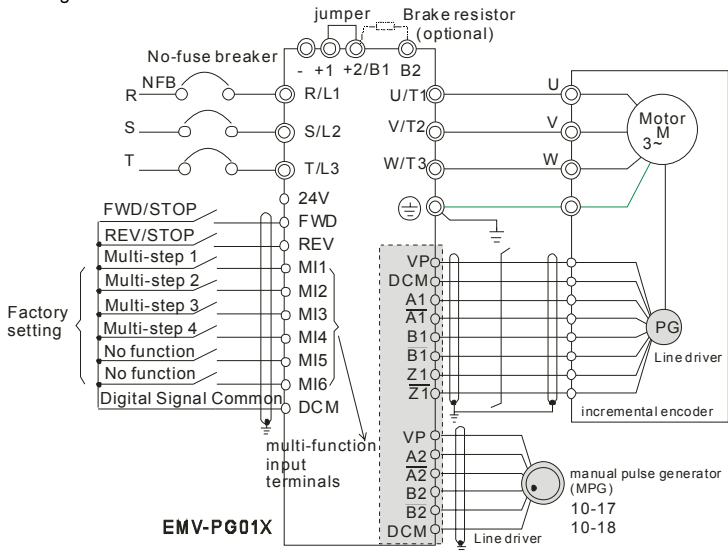 jumper
Brake resistor
(optional)
No-fuse breaker
- +1 +2/B1 B2
NFB
R R/L1 U/T1 U
S S/L2 V/T2 V
T T/L3 W/T3 W
Motor
M
3~
24V
FWD/STOP FWD
REV/STOP REV
Multi-step 1 MI1
Multi-step 2 MI2
Multi-step 3 MI3
Multi-step 4 MI4
No function MI5
No function MI6
Digital Signal Common DCM
Factory
setting
multi-function
input
terminals
VP
DCM
A1
A1
B1
B1
Z1
Z1
PG
Line driver
incremental encoder
VP
A2
A2
B2
B2
DCM
Line driver
manual pulse generator
(MPG)
10-17
10-18
EMV-PG01X